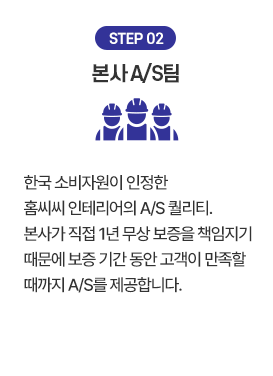 STEP 02
본사 A/S팀
한국 소비자원이 인정한
홈씨씨 인테리어의 A/S 퀄리티.
본사가 직접 1년 무상 보증을 책임지기
때문에 보증 기간 동안 고객이 만족할
때까지 A/S를 제공합니다.